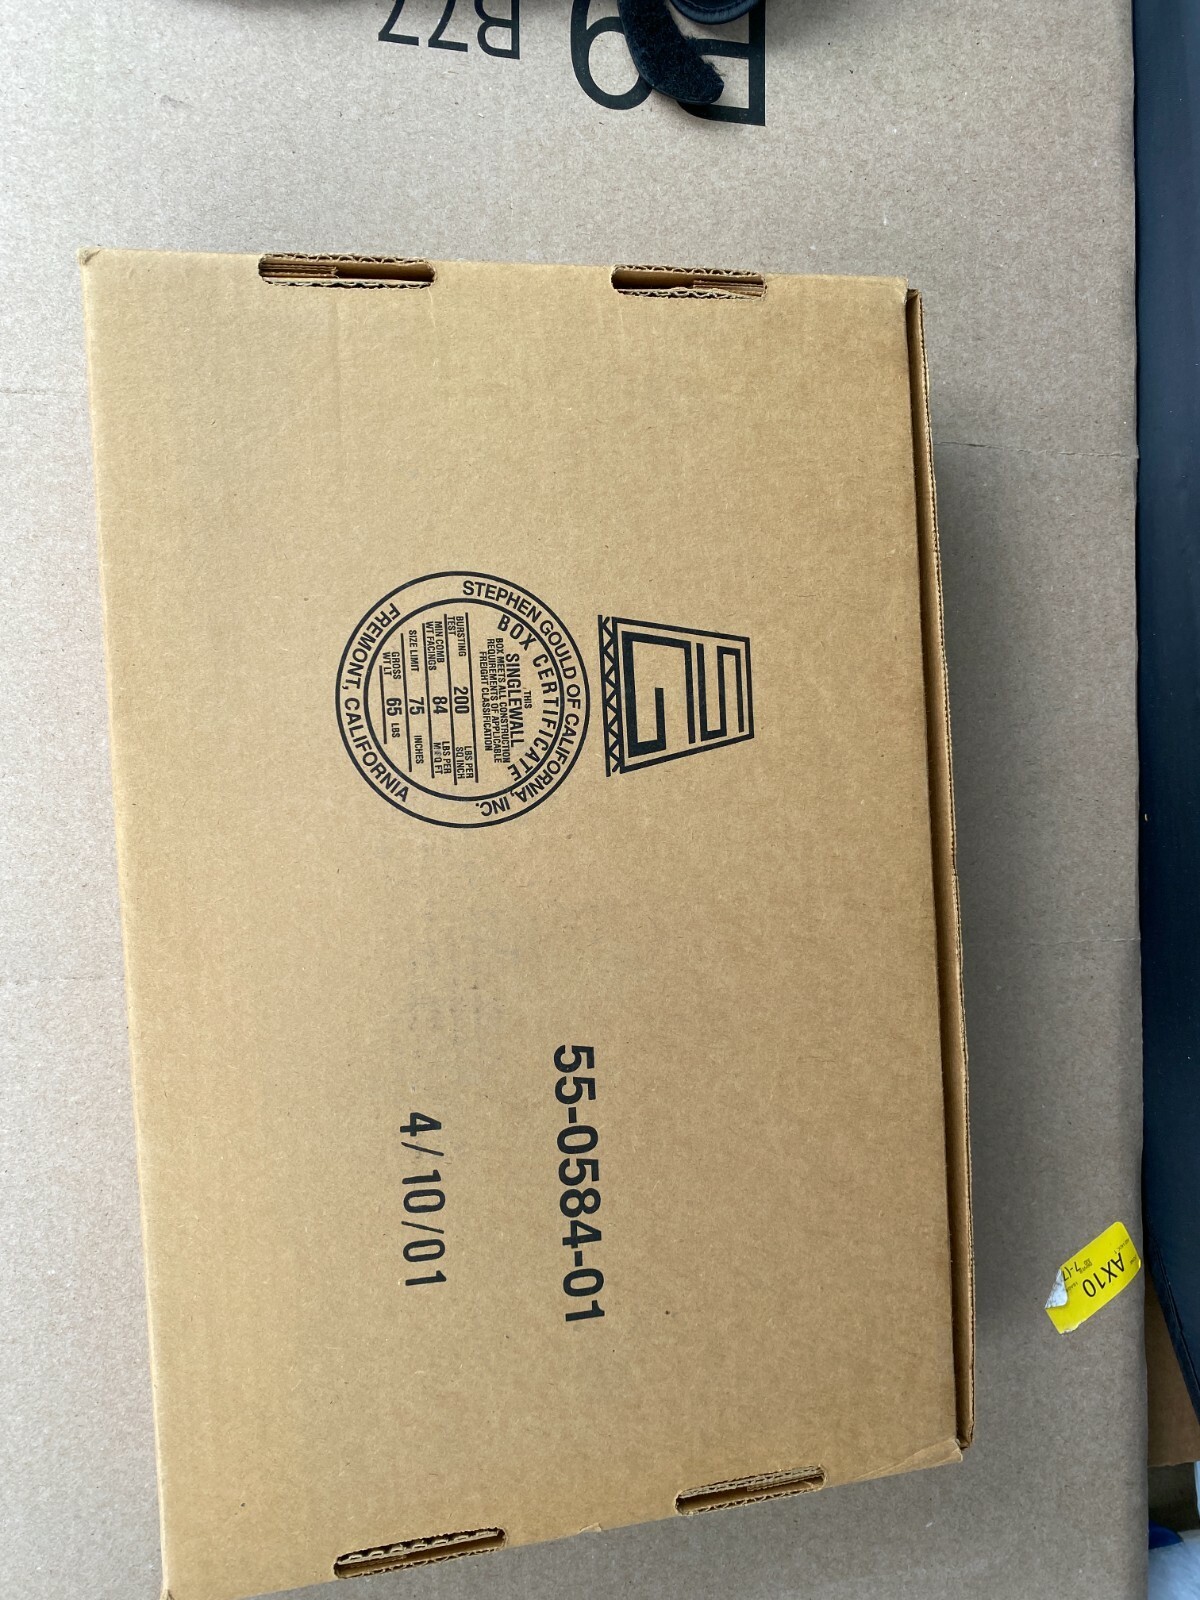 SG
STEPHEN GOULD OF CALIFORNIA, INC.
BOX CERTIFICATE
THIS
SINGLEWALL
BOX MEETS ALL CONSTRUCTION
REQUIREMENTS OF APPLICABLE
FREIGHT CLASSIFICATION
BURSTING TEST 200 LBS PER SQ INCH
MIN COMB WT FACINGS 84 LBS PER M SQ FT
SIZE LIMIT 75 INCHES
GROSS WT LT 65 LBS
FREMONT, CALIFORNIA
55-0584-01
4/10/01
AX10